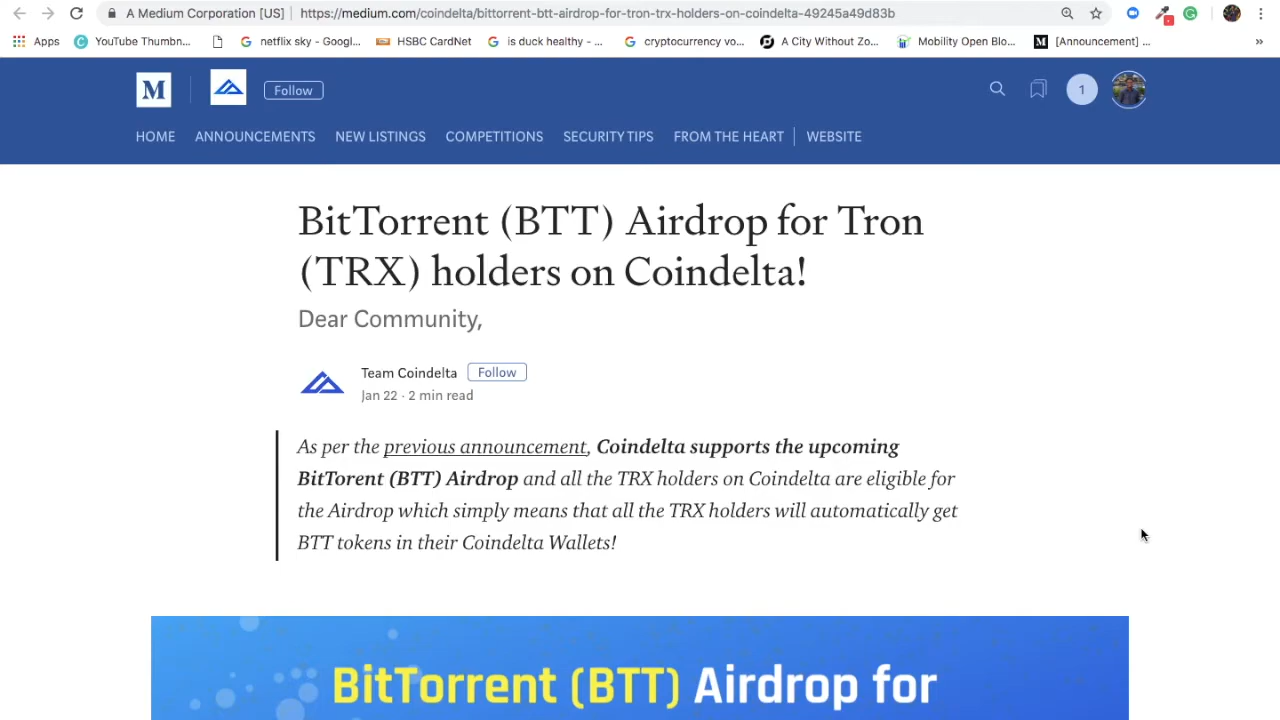 A Medium Corporation [US] | https://medium.com/coindelta/bittorrent-btt-airdrop-for-tron-trx-holders-on-coindelta-49245a49d83b
Apps YouTube Thumbn... netflix sky - Googl... HSBC CardNet is duck healthy - ... cryptocurrency vo... A City Without Zo... Mobility Open Blo... [Announcement] ... »
M Follow 1
HOME ANNOUNCEMENTS NEW LISTINGS COMPETITIONS SECURITY TIPS FROM THE HEART WEBSITE
BitTorrent (BTT) Airdrop for Tron
(TRX) holders on Coindelta!
Dear Community,
Team Coindelta Follow
Jan 22 · 2 min read
As per the previous announcement, Coindelta supports the upcoming
BitTorent (BTT) Airdrop and all the TRX holders on Coindelta are eligible for
the Airdrop which simply means that all the TRX holders will automatically get
BTT tokens in their Coindelta Wallets!
BitTorrent (BTT) Airdrop for